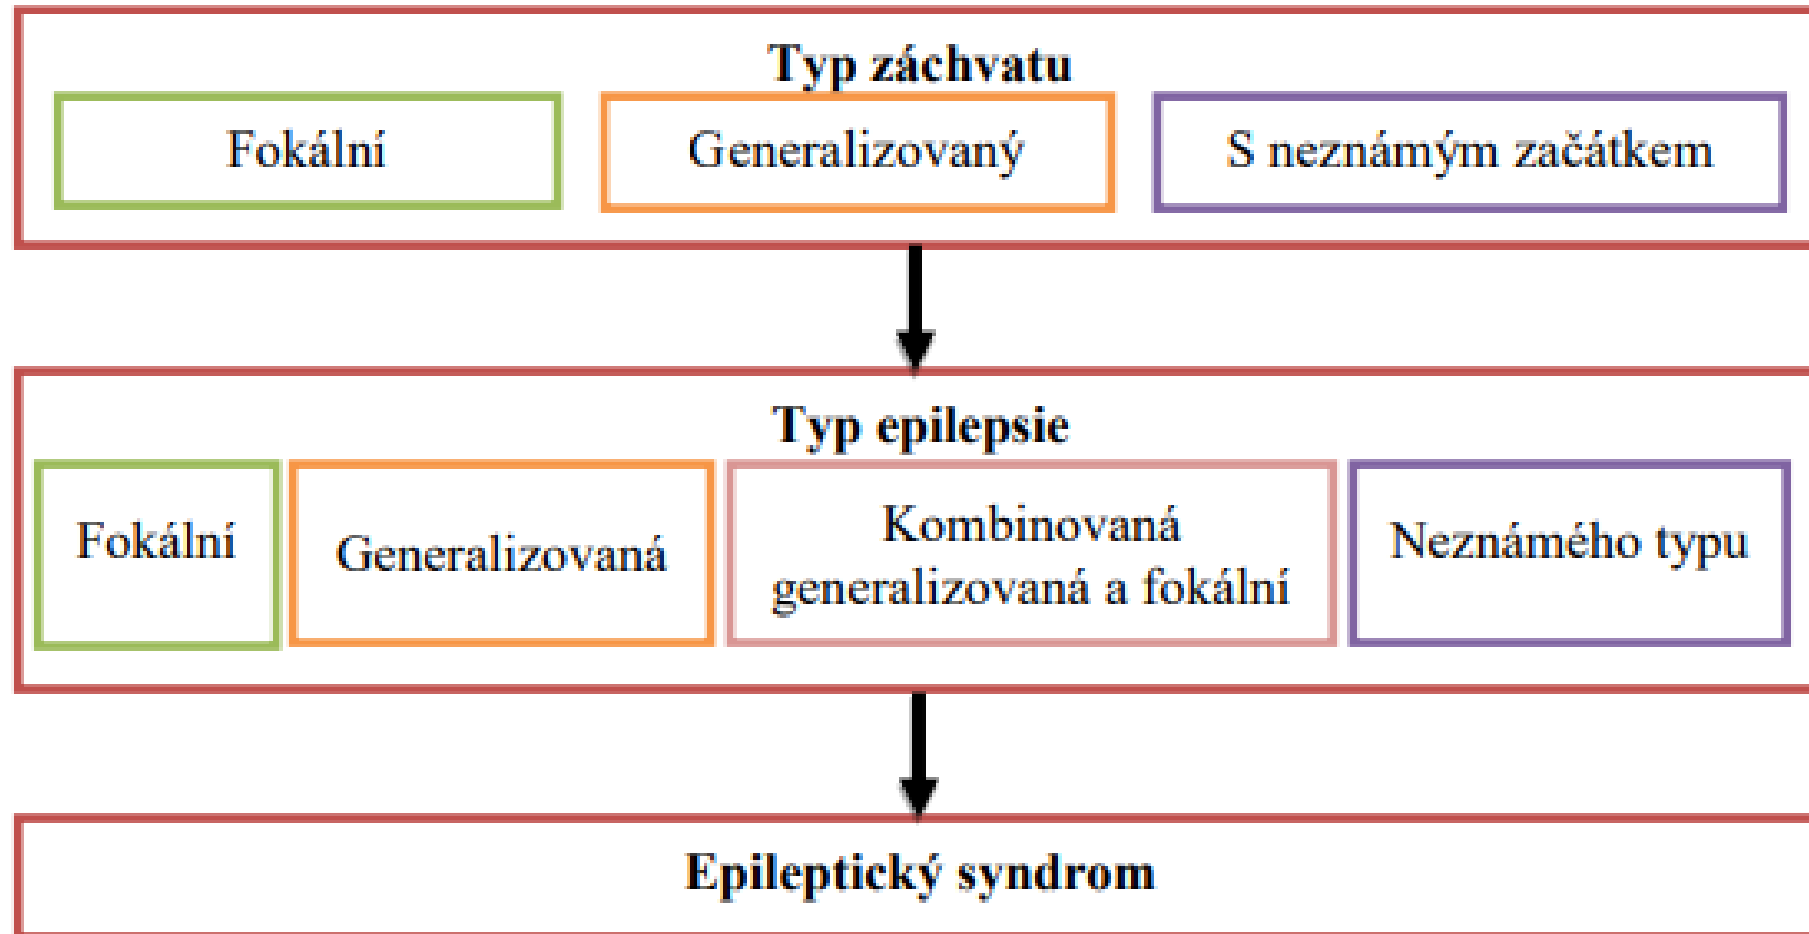 Typ záchvatu
Fokální
Generalizovaný
S neznámým začátkem
Typ epilepsie
Fokální
Generalizovaná
Kombinovaná
generalizovaná a fokální
Neznámého typu
Epileptický syndrom